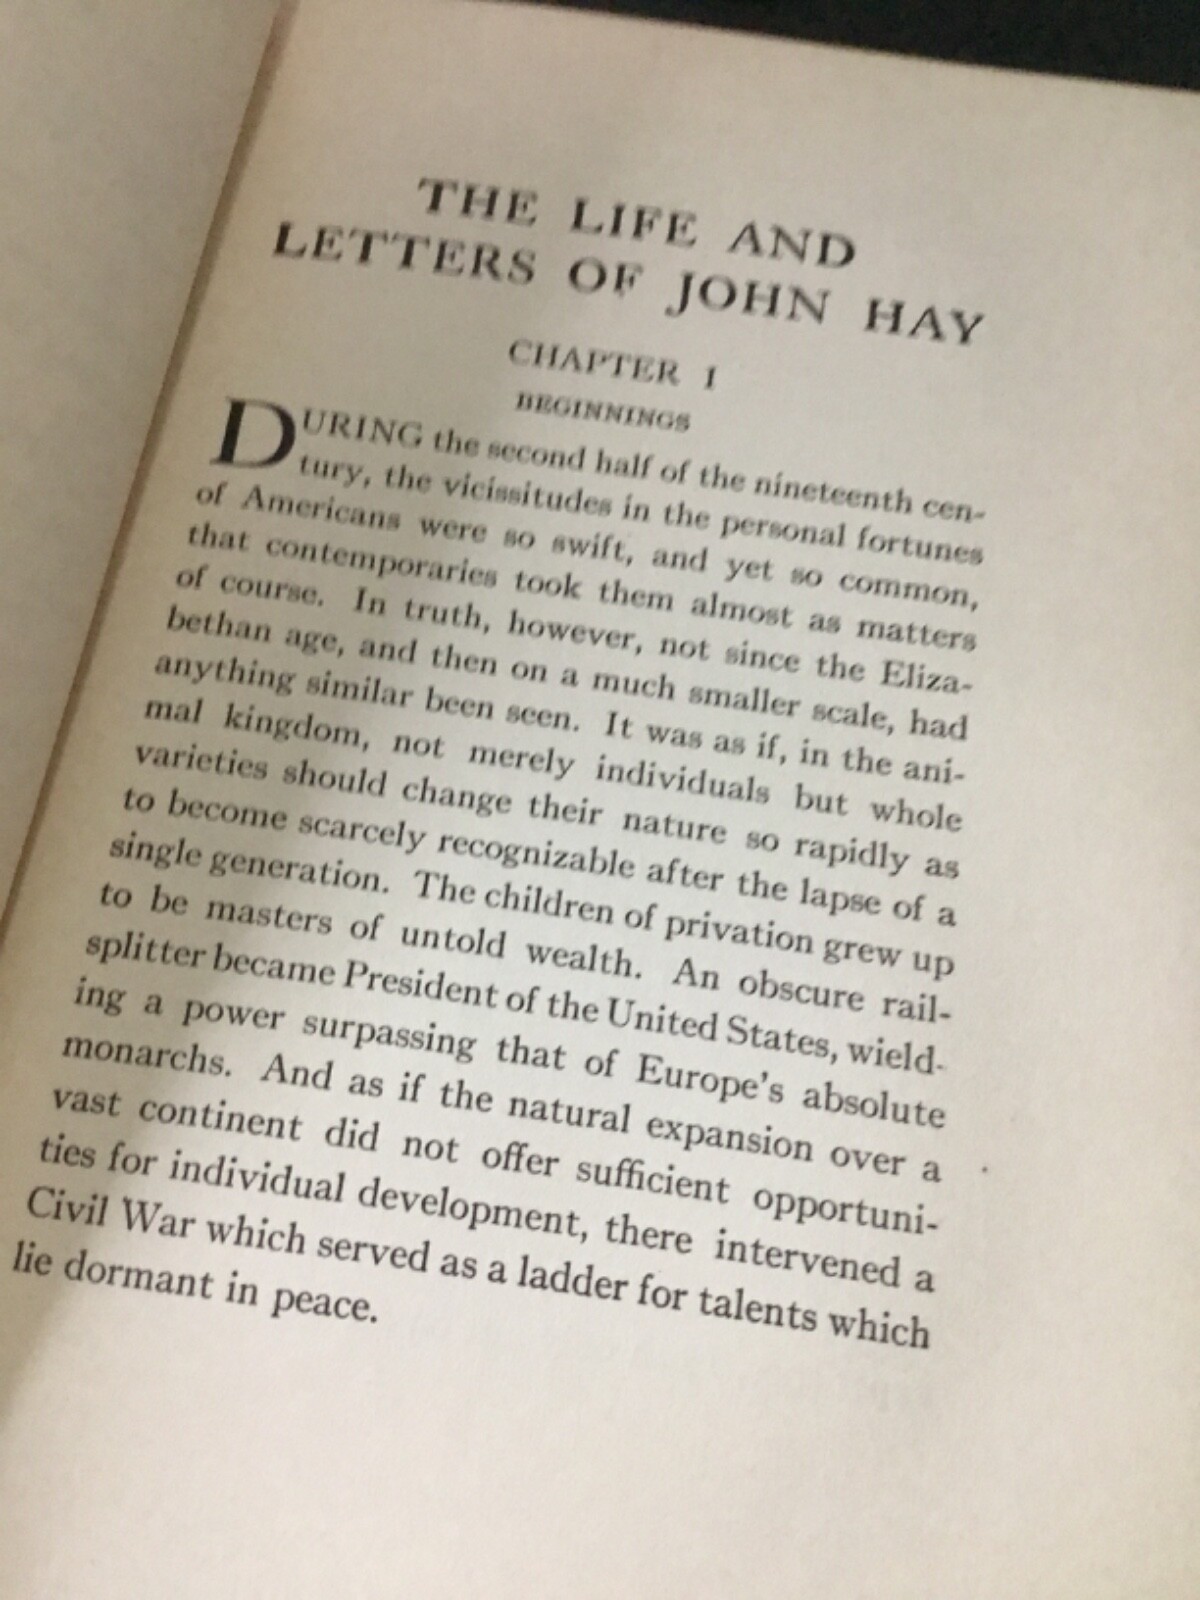 THE LIFE AND
LETTERS OF JOHN HAY
CHAPTER I
BEGINNINGS
DURING the second half of the nineteenth cen-
tury, the vicissitudes in the personal fortunes
of Americans were so swift, and yet so common,
that contemporaries took them almost as matters
of course. In truth, however, not since the Eliza-
bethan age, and then on a much smaller scale, had
anything similar been seen. It was as if, in the ani-
mal kingdom, not merely individuals but whole
varieties should change their nature so rapidly as
to become scarcely recognizable after the lapse of a
single generation. The children of privation grew up
to be masters of untold wealth. An obscure rail-
splitter became President of the United States, wield-
ing a power surpassing that of Europe's absolute
monarchs. And as if the natural expansion over a
vast continent did not offer sufficient opportuni-
ties for individual development, there intervened a
Civil War which served as a ladder for talents which
lie dormant in peace.